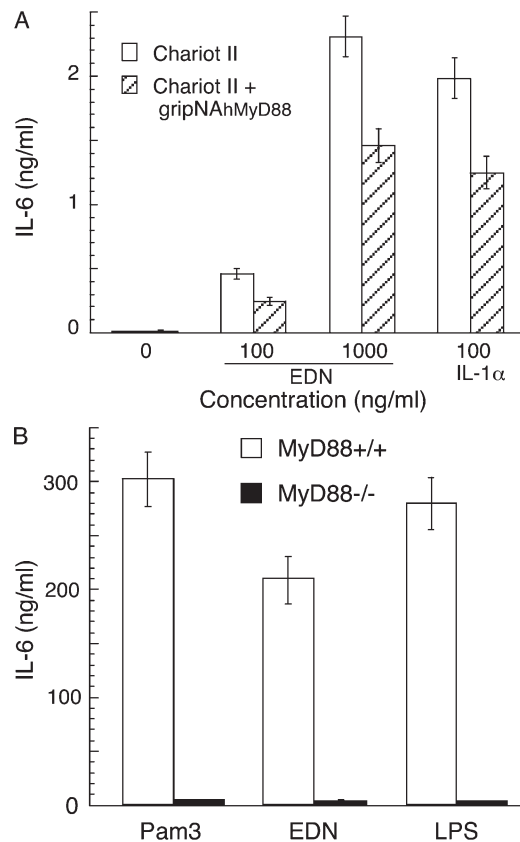 A
Chariot II
Chariot II +
gripNAhMyD88
IL-6 (ng/ml)
2
1
0
0 100 1000 100
EDN IL-1α
Concentration (ng/ml)
B
MyD88+/+
MyD88-/-
IL-6 (ng/ml)
300
200
100
0
Pam3 EDN LPS